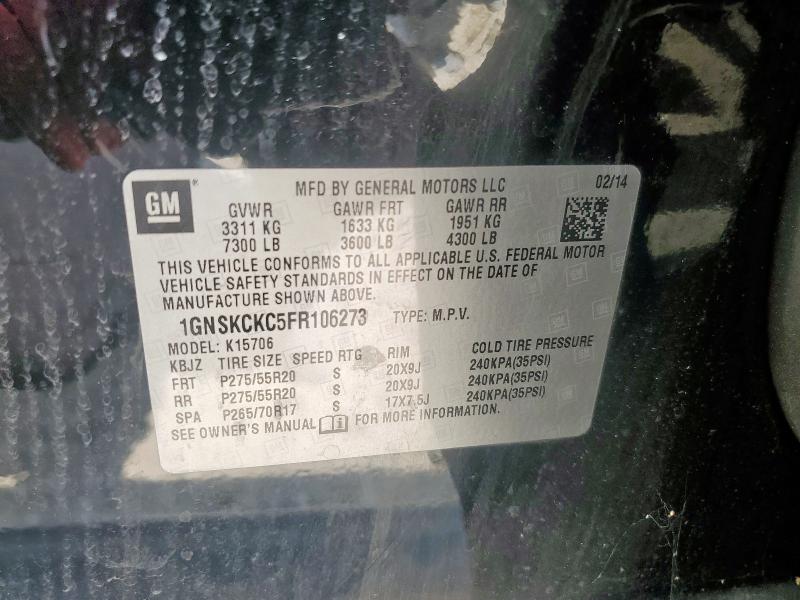 GM® MFD BY GENERAL MOTORS LLC 02/14
GVWR GAWR FRT GAWR RR
3311 KG 1633 KG 1951 KG
7300 LB 3600 LB 4300 LB
THIS VEHICLE CONFORMS TO ALL APPLICABLE U.S. FEDERAL MOTOR
VEHICLE SAFETY STANDARDS IN EFFECT ON THE DATE OF
MANUFACTURE SHOWN ABOVE.
1GNSKCKC5FR106273 TYPE: M.P.V.
MODEL: K15706
KBJZ TIRE SIZE SPEED RTG RIM COLD TIRE PRESSURE
FRT P275/55R20 S 20X9J 240KPA(35PSI)
RR P275/55R20 S 20X9J 240KPA(35PSI)
SPA P265/70R17 S 17X7.5J 240KPA(35PSI)
SEE OWNER'S MANUAL FOR MORE INFORMATION.